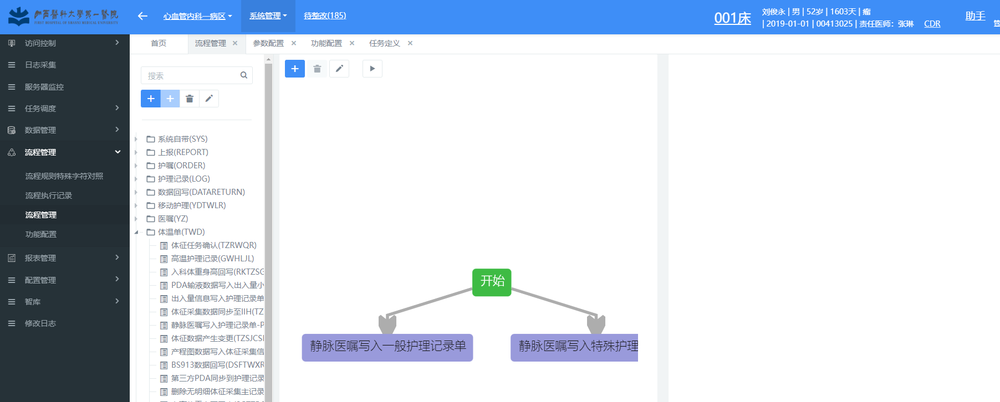 山西醫科大學第一醫院
FIRST HOSPITAL OF SHANXI MEDICAL UNIVERSITY
心血管内科一病区
系统管理
待整改(185)
001床
刘俊永 | 男 | 52岁 | 1603天 | 瘤
| 2019-01-01 | 00413025 | 责任医师：张琳 CDR
助手
访问控制
日志采集
服务器监控
任务调度
数据管理
流程管理
流程规则特殊字符对照
流程执行记录
流程管理
功能配置
报表管理
配置管理
智库
修改日志
首页
流程管理
参数配置
功能配置
任务定义
搜索
系统自带(SYS)
上报(REPORT)
护嘱(ORDER)
护理记录(LOG)
数据回写(DATARETURN)
移动护理(YDTWLR)
医嘱(YZ)
体温单(TWD)
体征任务确认(TZRWQR)
高温护理记录(GWHLJL)
入科体重身高回写(RKTZSG
PDA输液数据写入出入量小
出入量信息写入护理记录单
体征采集数据同步至IIH(TZ
静脉医嘱写入护理记录单-P
体征数据产生变更(TZSJCSI
产程图数据写入体征采集信
BS913数据回写(DSFTWXR
第三方PDA同步到护理记录
删除无明细体征采集主记录
开始
静脉医嘱写入一般护理记录单
静脉医嘱写入特殊护理